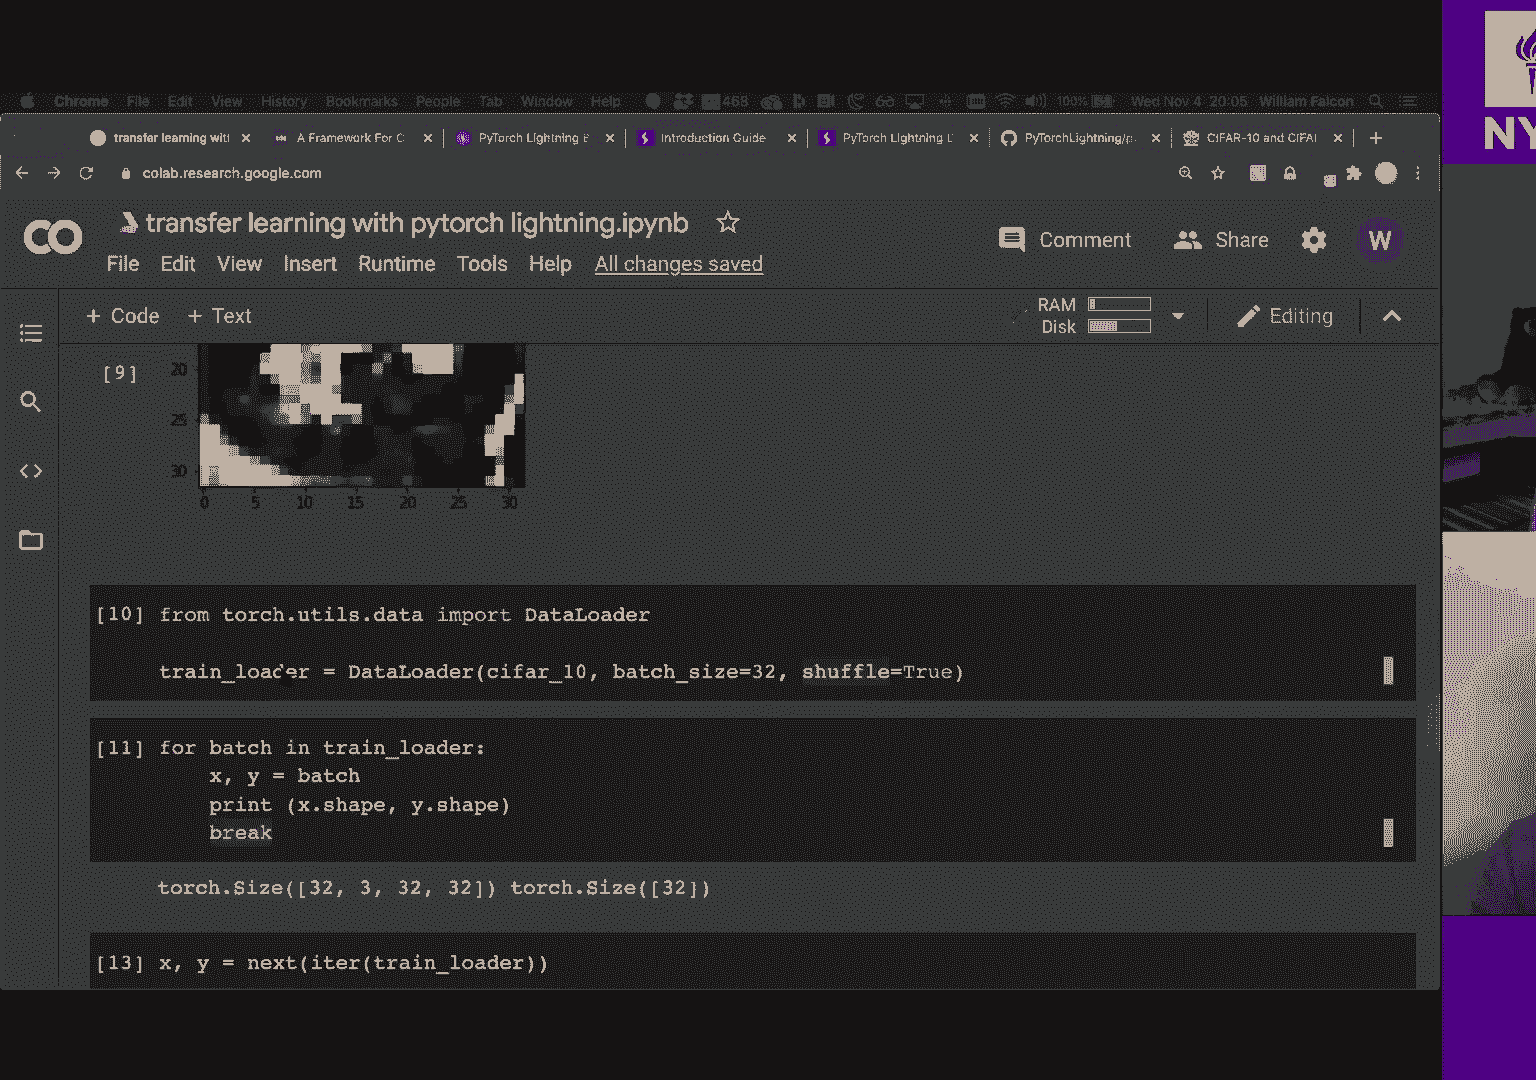 Chrome File Edit View History Bookmarks People Tab Window Help 468 100% Wed Nov 4 20:05 William Falcon
transfer learning with A Framework For C PyTorch Lightning Introduction Guide PyTorch Lightning PyTorchLightning/p CIFAR-10 and CIFAR
colab.research.google.com
transfer learning with pytorch lightning.ipynb
Comment Share W
File Edit View Insert Runtime Tools Help All changes saved
+ Code + Text
RAM
Disk
Editing
NY
[9]
20
25
30
0 5 10 15 20 25 30
[10] from torch.utils.data import DataLoader
train_loader = DataLoader(cifar_10, batch_size=32, shuffle=True)
[11] for batch in train_loader:
x, y = batch
print (x.shape, y.shape)
break
torch.Size([32, 3, 32, 32]) torch.Size([32])
[13] x, y = next(iter(train_loader))